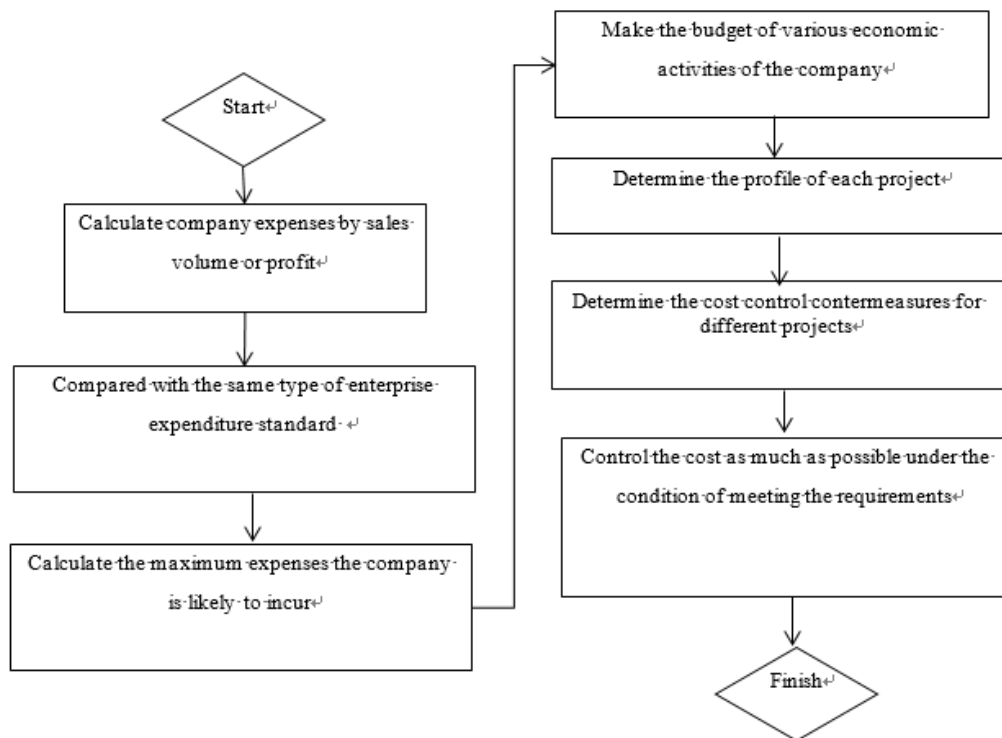 Start
Calculate company expenses by sales
volume or profit
Compared with the same type of enterprise
expenditure standard
Calculate the maximum expenses the company
is likely to incur
Make the budget of various economic
activities of the company
Determine the profile of each project
Determine the cost control contermeasures for
different projects
Control the cost as much as possible under the
condition of meeting the requirements
Finish